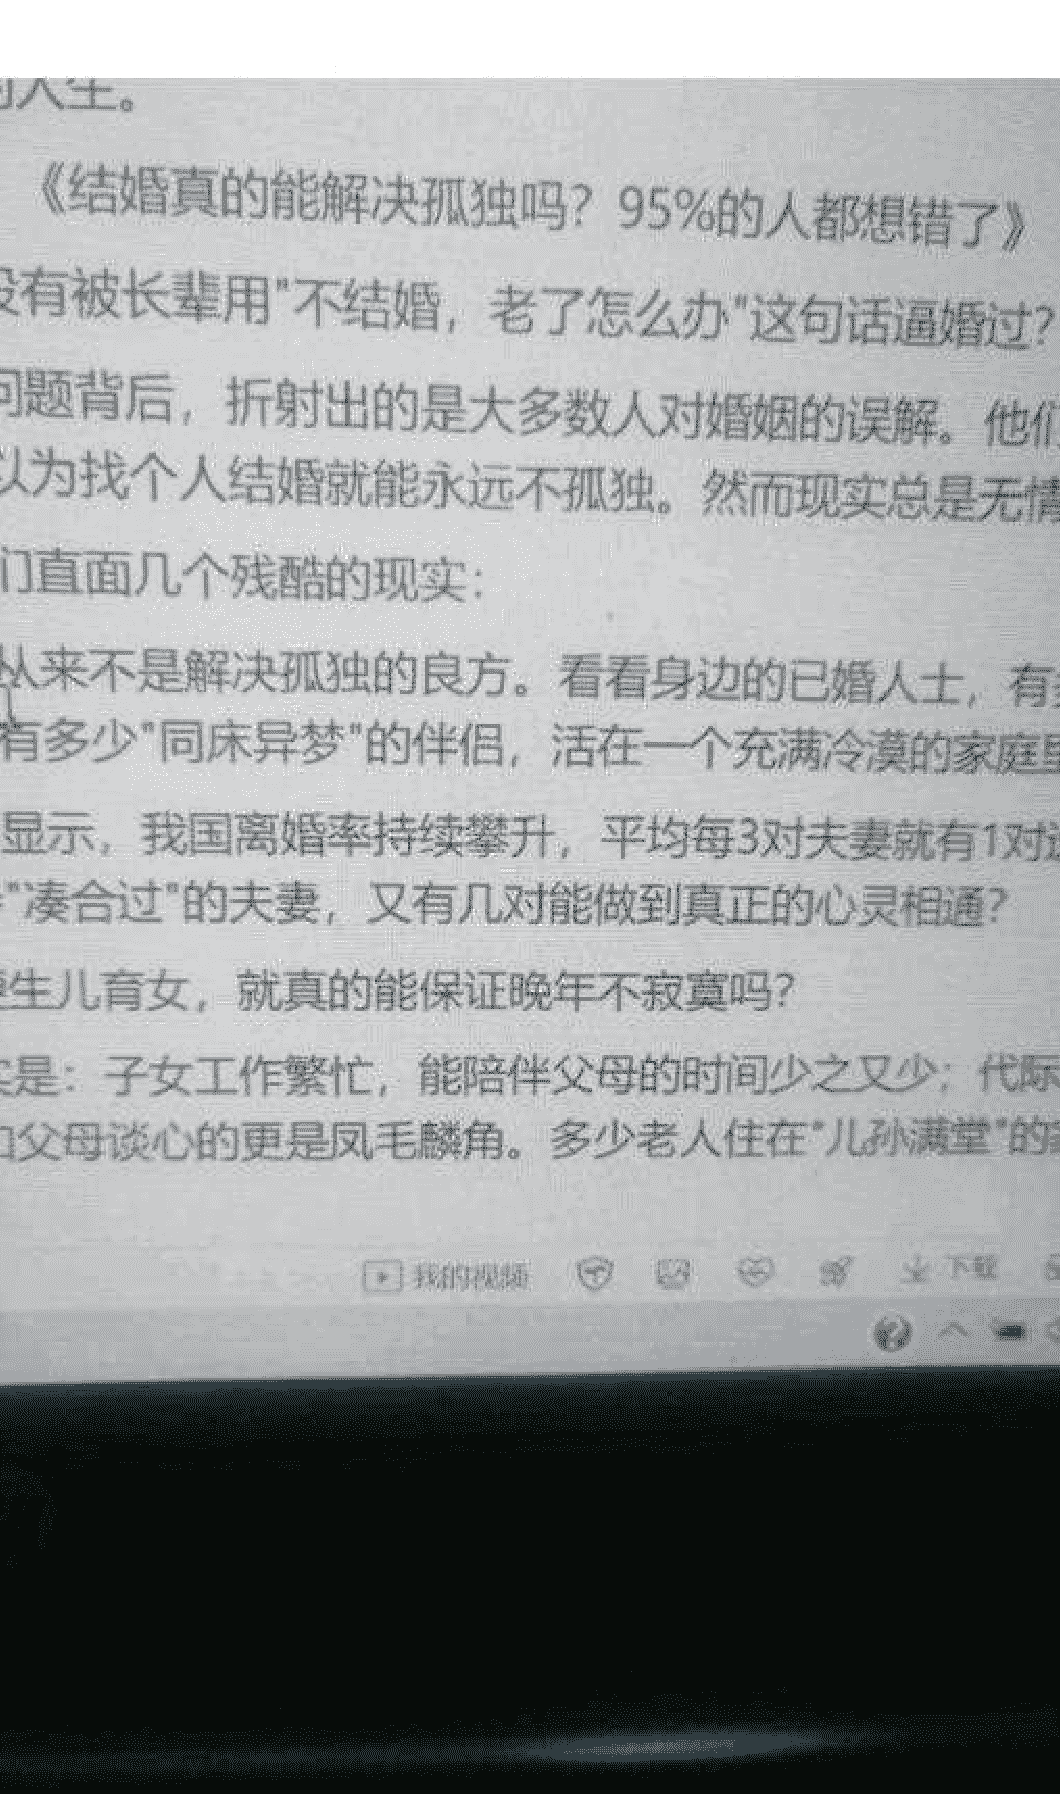 人生。
《结婚真的能解决孤独吗？95%的人都想错了》
没有被长辈用"不结婚，老了怎么办"这句话逼婚过?
问题背后，折射出的是大多数人对婚姻的误解。他们
以为找个人结婚就能永远不孤独。然而现实总是无情
们直面几个残酷的现实：
从来不是解决孤独的良方。看看身边的已婚人士，有
有多少"同床异梦"的伴侣，活在一个充满冷漠的家庭里
显示，我国离婚率持续攀升，平均每3对夫妻就有1对
"凑合过"的夫妻，又有几对能做到真正的心灵相通?
生儿育女，就真的能保证晚年不寂寞吗?
实是：子女工作繁忙，能陪伴父母的时间少之又少；代际
父母谈心的更是凤毛麟角。多少老人住在"儿孙满堂"的
我的视频
下载